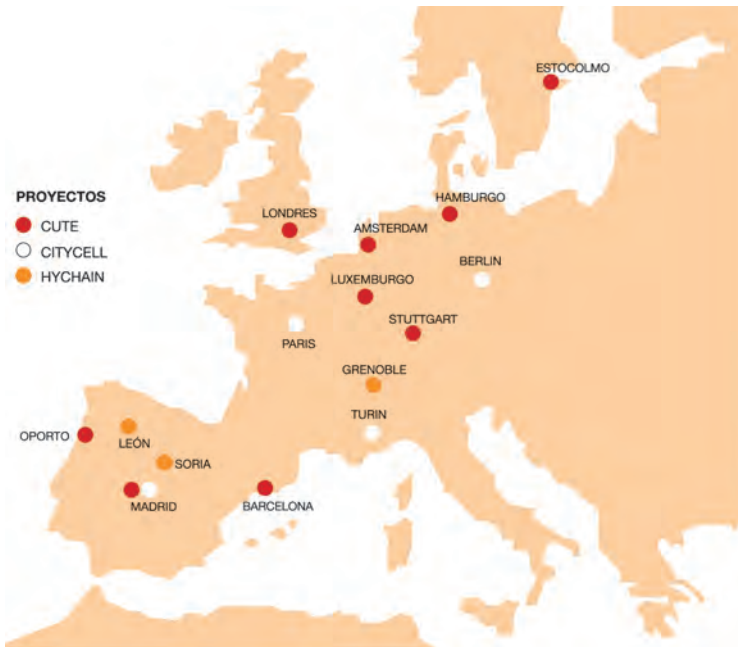 ESTOCOLMO
PROYECTOS
CUTE
CITYCELL
HYCHAIN
LONDRES
HAMBURGO
AMSTERDAM
BERLIN
LUXEMBURGO
STUTTGART
PARIS
GRENOBLE
TURIN
OPORTO
LEÓN
SORIA
MADRID
BARCELONA